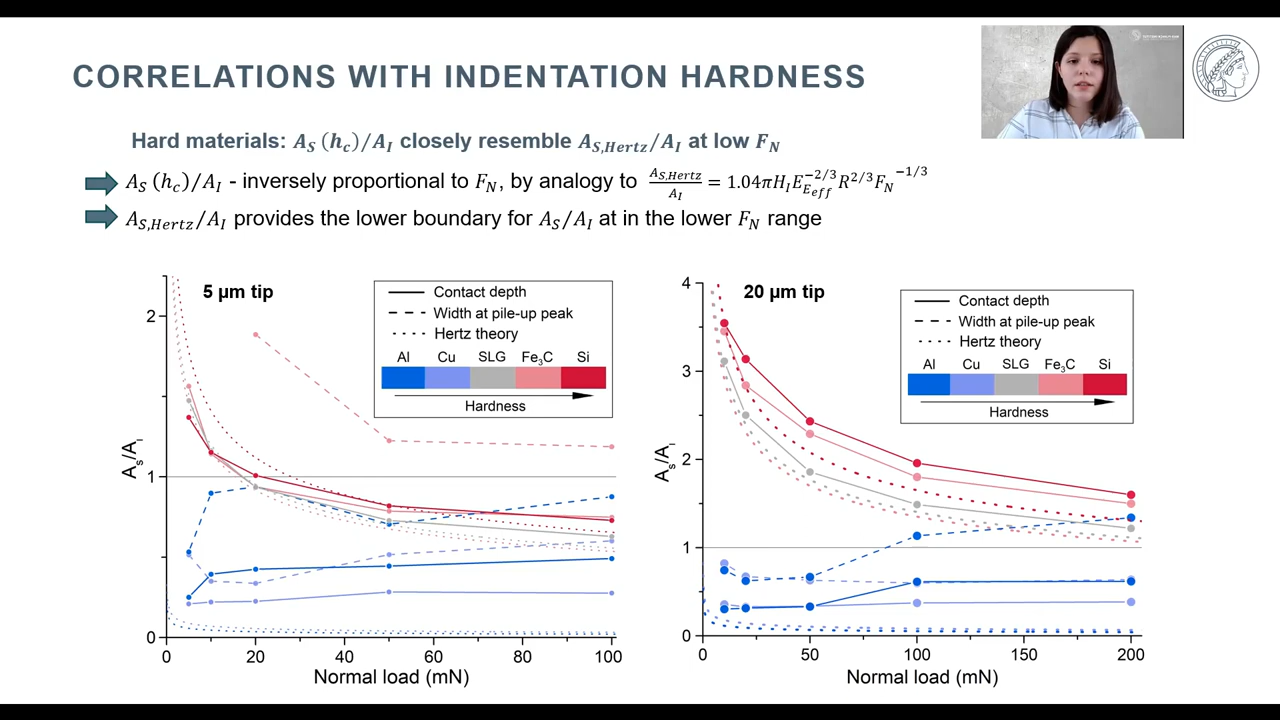 CORRELATIONS WITH INDENTATION HARDNESS
Hard materials: A_S (h_c)/A_I closely resemble A_{S,Hertz}/A_I at low F_N
A_S (h_c)/A_I - inversely proportional to F_N, by analogy to A_{S,Hertz}/A_I = 1.04πH_I E_{E_{eff}}^{-2/3} R^{2/3} F_N^{-1/3}
A_{S,Hertz}/A_I provides the lower boundary for A_S/A_I at in the lower F_N range
5 µm tip
Contact depth
Width at pile-up peak
Hertz theory
Al Cu SLG Fe₃C Si
Hardness
A_s/A_I
2
1
0
0 20 40 60 80 100
Normal load (mN)
20 µm tip
Contact depth
Width at pile-up peak
Hertz theory
Al Cu SLG Fe₃C Si
Hardness
A_s/A_I
4
3
2
1
0
0 50 100 150 200
Normal load (mN)